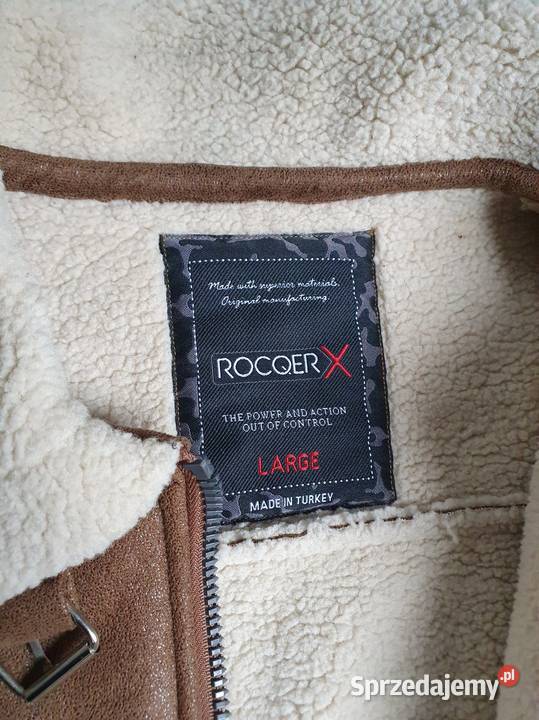 Made with superior materials.
Original manufacturing.
ROCQER X
THE POWER AND ACTION
OUT OF CONTROL
LARGE
MADE IN TURKEY
Sprzedajemy.pl